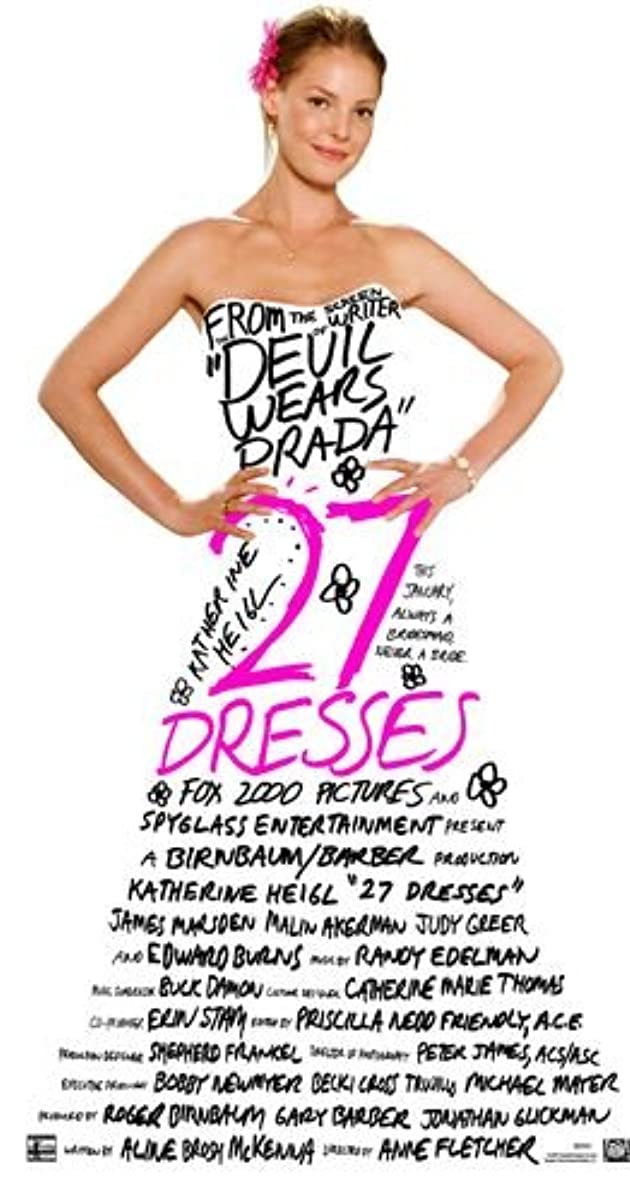 FROM THE SCREEN
WRITER
OF
"DEVIL
WEARS
PRADA"
27
KATHERINE
HEIGL
THIS
JANUARY,
ALWAYS A
BRIDESMAID,
NEVER A BRIDE.
DRESSES
FOX 2000 PICTURES AND
SPYGLASS ENTERTAINMENT PRESENT
A BIRNBAUM/BARBER PRODUCTION
KATHERINE HEIGL "27 DRESSES"
JAMES MARSDEN MALIN AKERMAN JUDY GREER
AND EDWARD BURNS MUSIC BY RANDY EDELMAN
MUSIC SUPERVISOR BUCK DAMON COSTUME DESIGNER CATHERINE MARIE THOMAS
CO-PRODUCER ERIN STAM EDITED BY PRISCILLA NEDD FRIENDLY, A.C.E.
PRODUCTION DESIGNER SHEPHERD FRANKEL DIRECTOR OF PHOTOGRAPHY PETER JAMES, ACS/ASC
EXECUTIVE PRODUCERS BOBBY NEWMYER BECKI CROSS TRUJILLO MICHAEL MAYER
PRODUCED BY ROGER BIRNBAUM GARY BARBER JONATHAN GLICKMAN
WRITTEN BY ALINE BROSH McKENNA DIRECTED BY ANNE FLETCHER